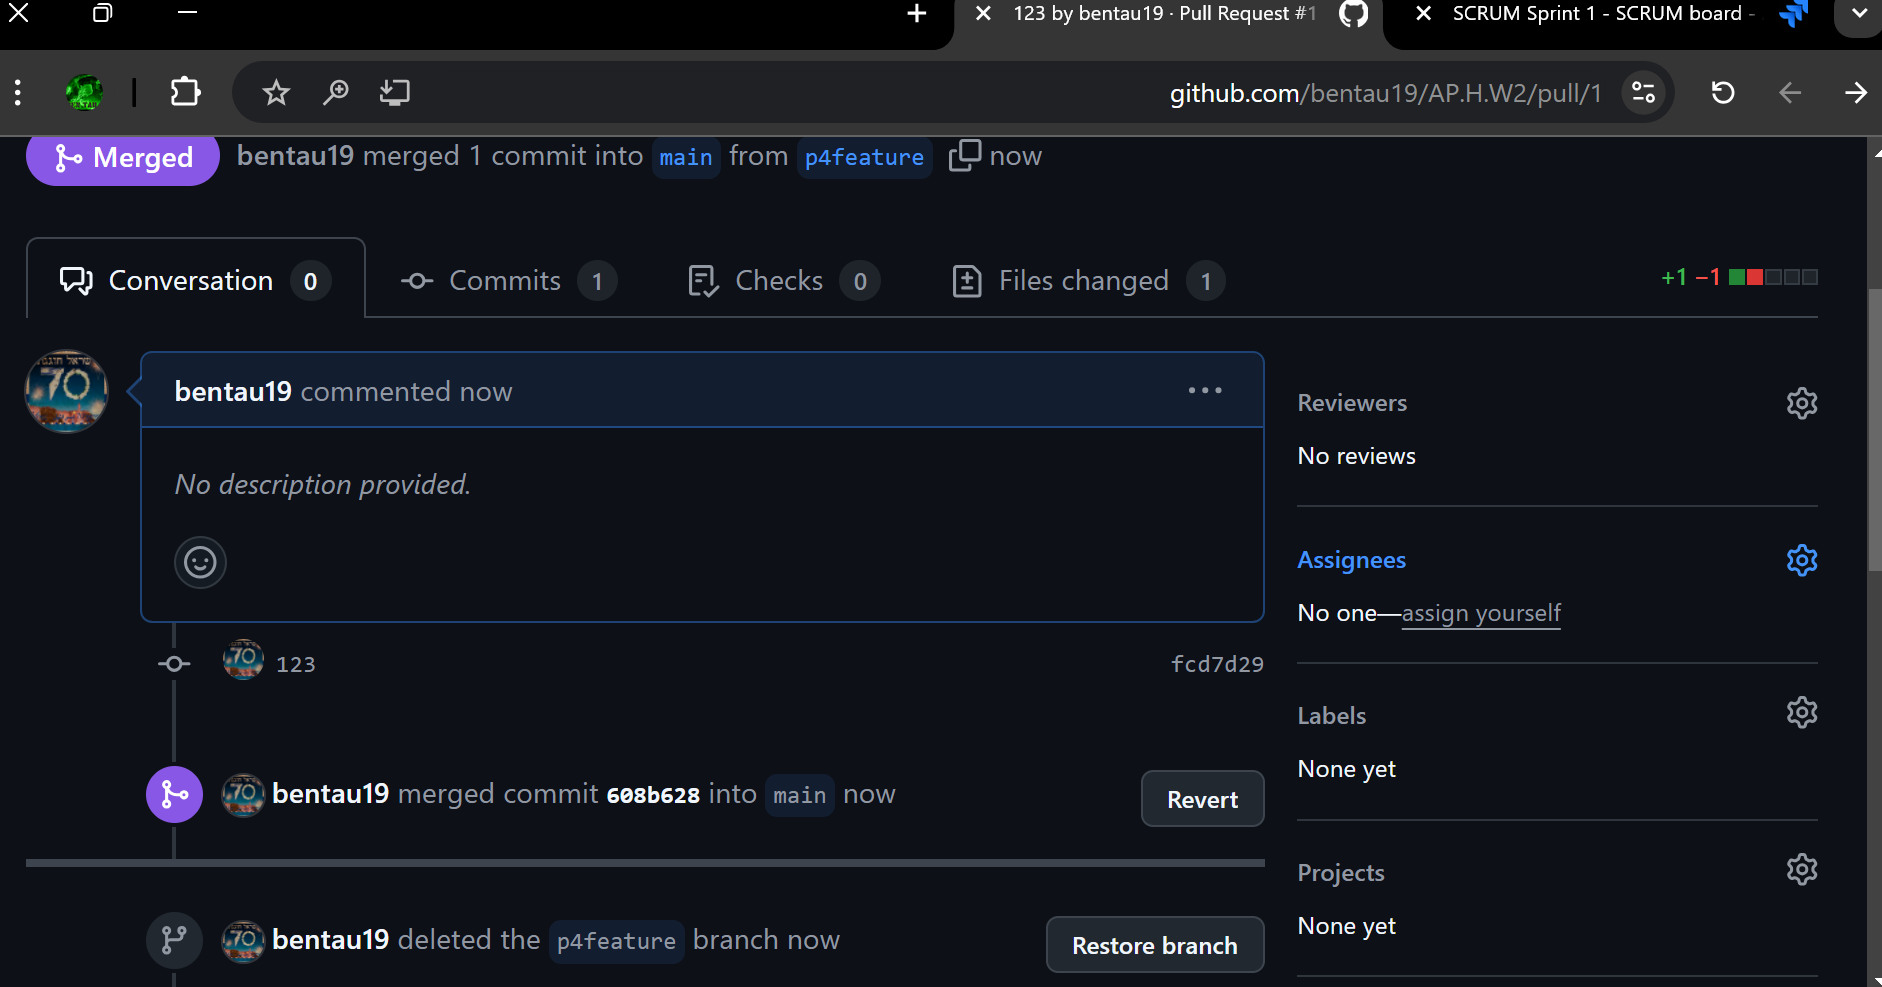 123 by bentau19 · Pull Request #1
SCRUM Sprint 1 - SCRUM board -
github.com/bentau19/AP.H.W2/pull/1
Merged
bentau19 merged 1 commit into main from p4feature now
Conversation 0
Commits 1
Checks 0
Files changed 1
+1 −1
bentau19 commented now
No description provided.
123
fcd7d29
bentau19 merged commit 608b628 into main now
Revert
bentau19 deleted the p4feature branch now
Restore branch
Reviewers
No reviews
Assignees
No one—assign yourself
Labels
None yet
Projects
None yet
70
70
70
70